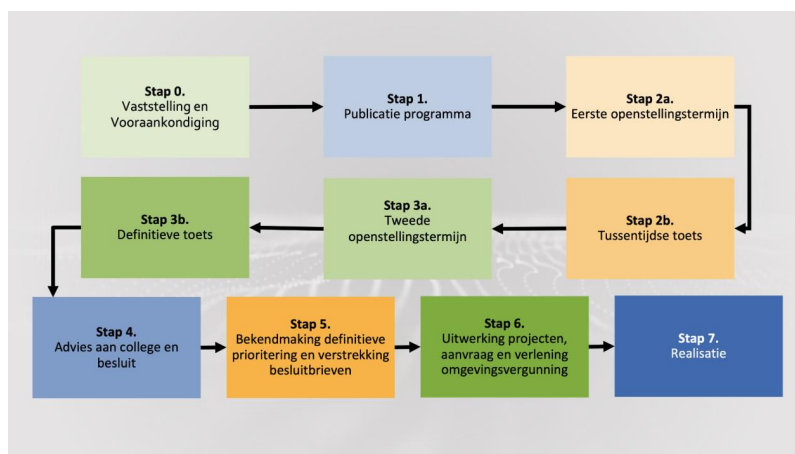 Stap 0.
Vaststelling en
Vooraankondiging
Stap 1.
Publicatie programma
Stap 2a.
Eerste openstellingstermijn
Stap 2b.
Tussentijdse toets
Stap 3a.
Tweede
openstellingstermijn
Stap 3b.
Definitieve toets
Stap 4.
Advies aan college en
besluit
Stap 5.
Bekendmaking definitieve
prioritering en verstrekking
besluitbrieven
Stap 6.
Uitwerking projecten,
aanvraag en verlening
omgevingsvergunning
Stap 7.
Realisatie